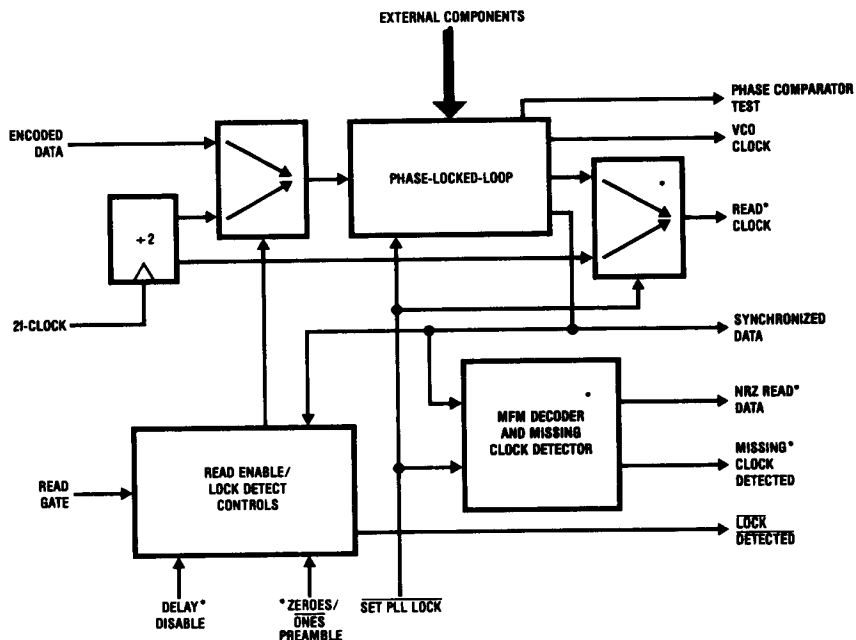 EXTERNAL COMPONENTS
PHASE COMPARATOR
TEST
VCO
CLOCK
ENCODED
DATA
PHASE-LOCKED-LOOP
*
READ*
CLOCK
÷2
2f-CLOCK
SYNCHRONIZED
DATA
*
MFM DECODER
AND MISSING
CLOCK DETECTOR
NRZ READ*
DATA
MISSING*
CLOCK
DETECTED
READ ENABLE/
LOCK DETECT
CONTROLS
READ
GATE
LOCK
DETECTED
DELAY*
DISABLE
*ZEROES/
ONES
PREAMBLE
SET PLL LOCK